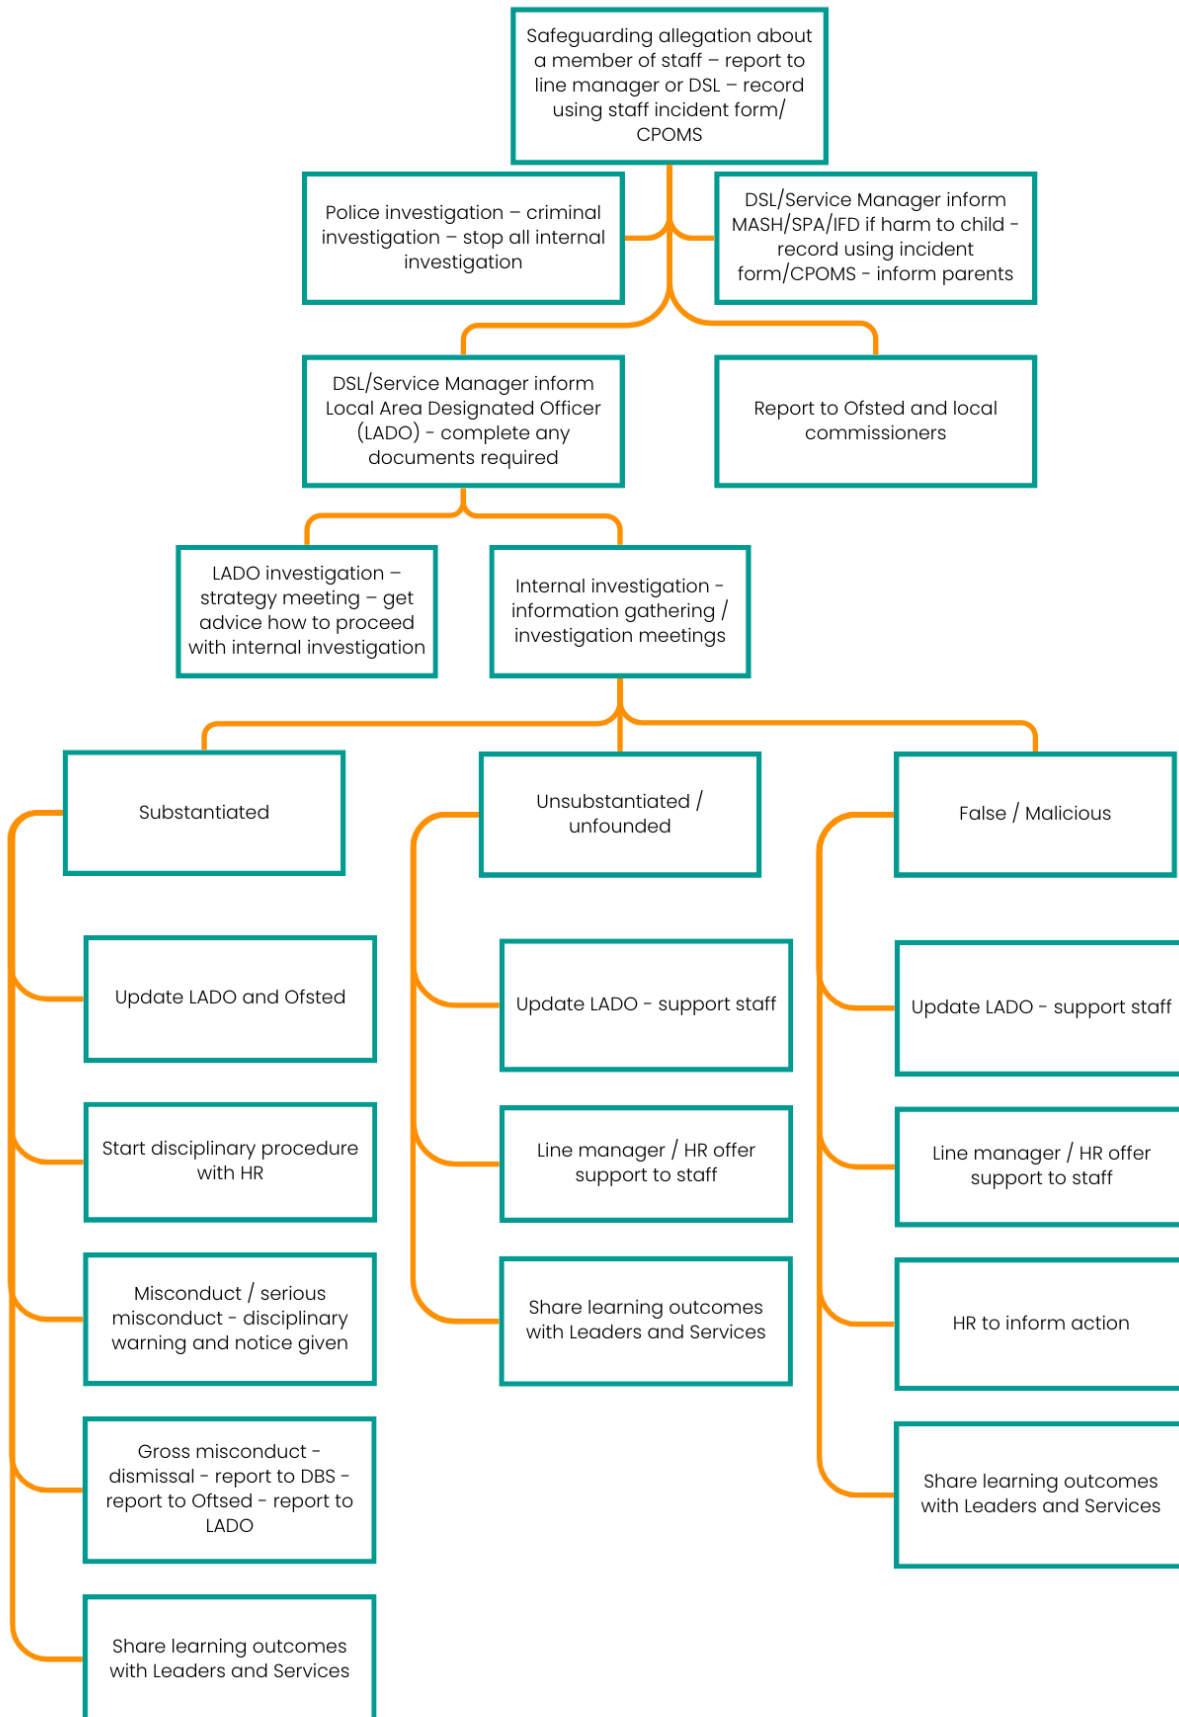 Safeguarding allegation about
a member of staff – report to
line manager or DSL – record
using staff incident form/
CPOMS
Police investigation – criminal
investigation – stop all internal
investigation
DSL/Service Manager inform
MASH/SPA/IFD if harm to child -
record using incident
form/CPOMS - inform parents
DSL/Service Manager inform
Local Area Designated Officer
(LADO) - complete any
documents required
Report to Ofsted and local
commissioners
LADO investigation –
strategy meeting – get
advice how to proceed
with internal investigation
Internal investigation -
information gathering /
investigation meetings
Substantiated
Update LADO and Ofsted
Start disciplinary procedure
with HR
Misconduct / serious
misconduct - disciplinary
warning and notice given
Gross misconduct -
dismissal - report to DBS -
report to Oftsed - report to
LADO
Share learning outcomes
with Leaders and Services
Unsubstantiated /
unfounded
Update LADO - support staff
Line manager / HR offer
support to staff
Share learning outcomes
with Leaders and Services
False / Malicious
Update LADO - support staff
Line manager / HR offer
support to staff
HR to inform action
Share learning outcomes
with Leaders and Services